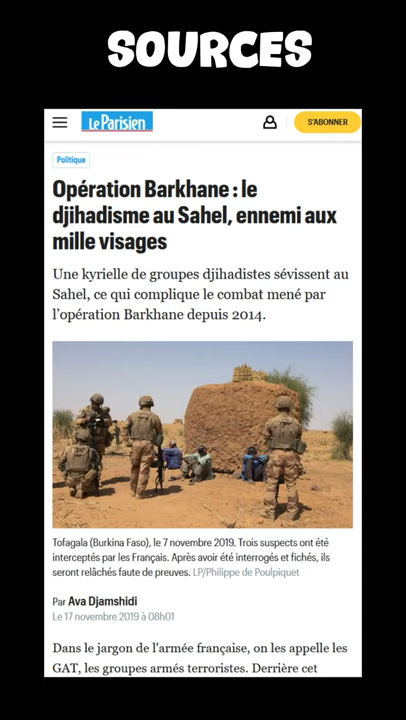 SOURCES
Le Parisien
S'ABONNER
Politique
Opération Barkhane : le
djihadisme au Sahel, ennemi aux
mille visages
Une kyrielle de groupes djihadistes sévissent au
Sahel, ce qui complique le combat mené par
l'opération Barkhane depuis 2014.
Tofagala (Burkina Faso), le 7 novembre 2019. Trois suspects ont été
interceptés par les Français. Après avoir été interrogés et fichés, ils
seront relâchés faute de preuves. LP/Philippe de Poulpiquet
Par Ava Djamshidi
Le 17 novembre 2019 à 08h01
Dans le jargon de l'armée française, on les appelle les
GAT, les groupes armés terroristes. Derrière cet